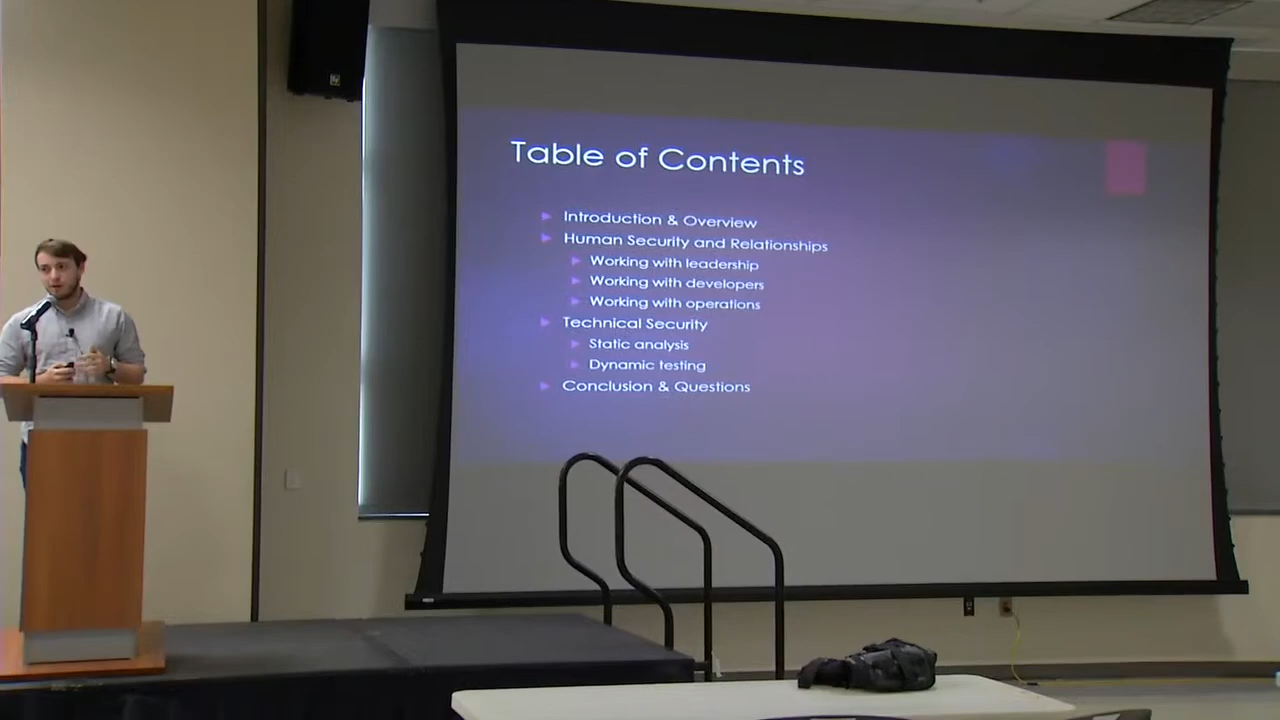 Table of Contents
Introduction & Overview
Human Security and Relationships
Working with leadership
Working with developers
Working with operations
Technical Security
Static analysis
Dynamic testing
Conclusion & Questions